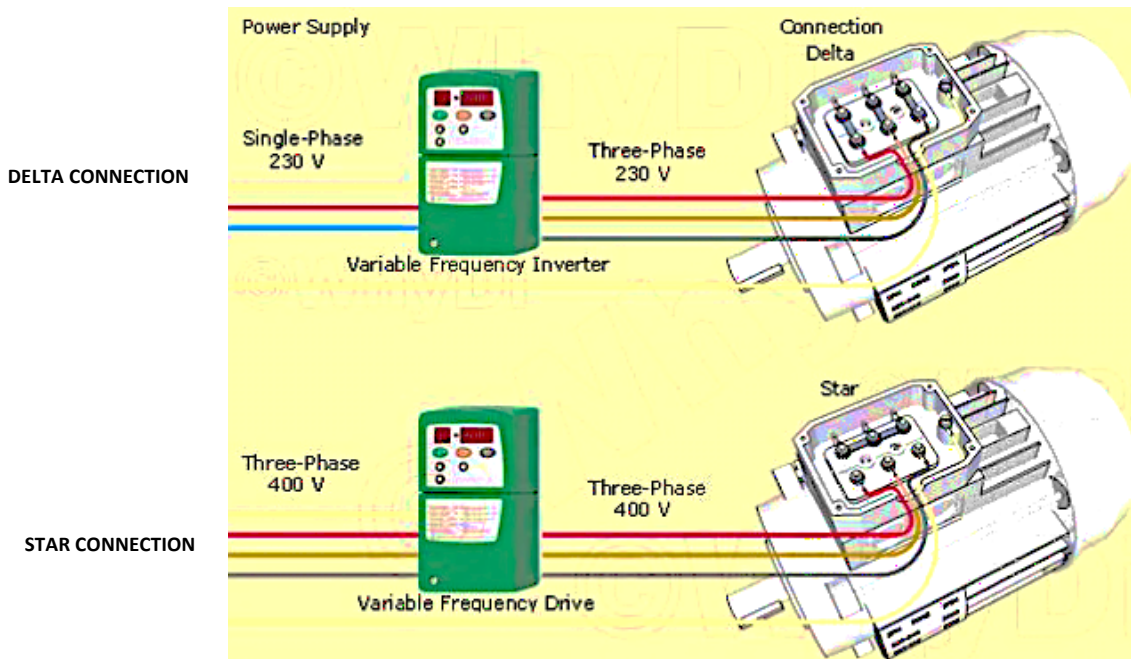 Power Supply
Connection
Delta
Single-Phase
230 V
Three-Phase
230 V
DELTA CONNECTION
Variable Frequency Inverter
Star
Three-Phase
400 V
Three-Phase
400 V
STAR CONNECTION
Variable Frequency Drive